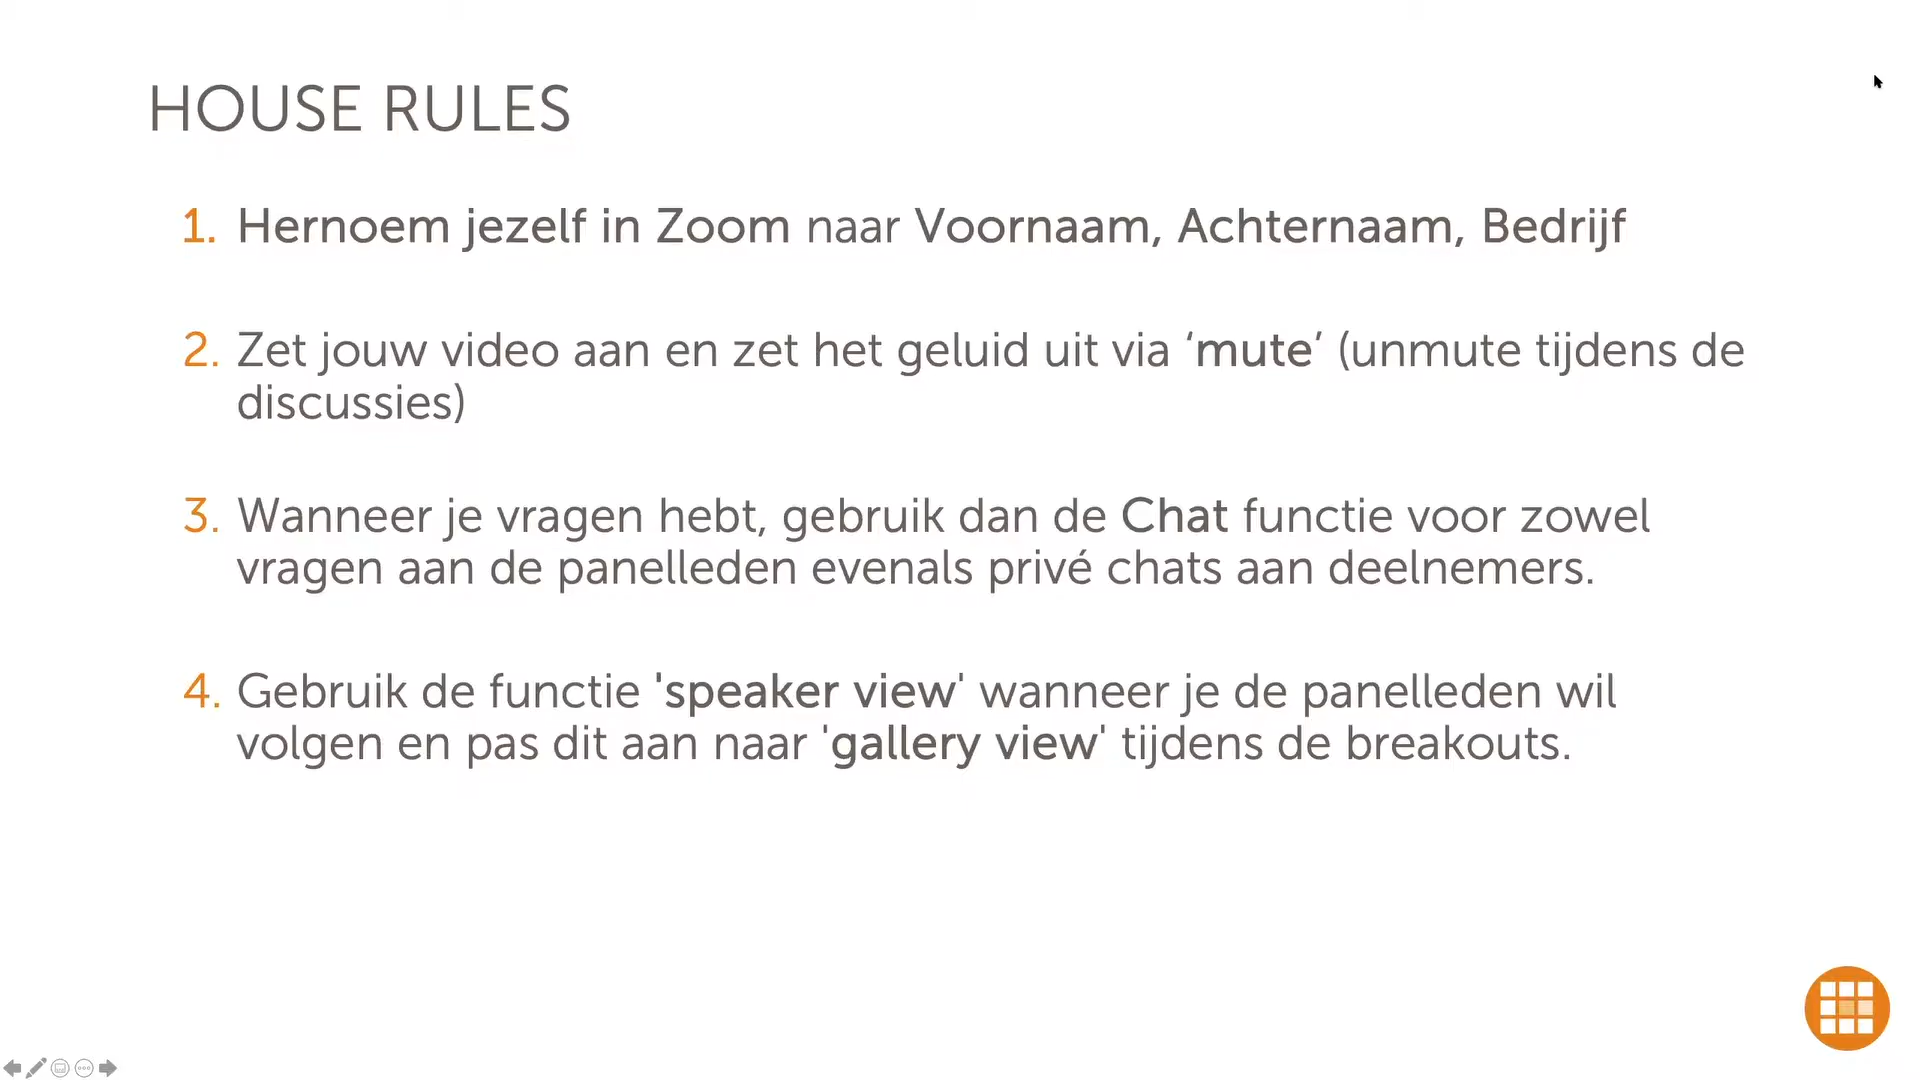 HOUSE RULES
1. Hernoem jezelf in Zoom naar Voornaam, Achternaam, Bedrijf
2. Zet jouw video aan en zet het geluid uit via ‘mute’ (unmute tijdens de
discussies)
3. Wanneer je vragen hebt, gebruik dan de Chat functie voor zowel
vragen aan de panelleden evenals privé chats aan deelnemers.
4. Gebruik de functie 'speaker view' wanneer je de panelleden wil
volgen en pas dit aan naar 'gallery view' tijdens de breakouts.